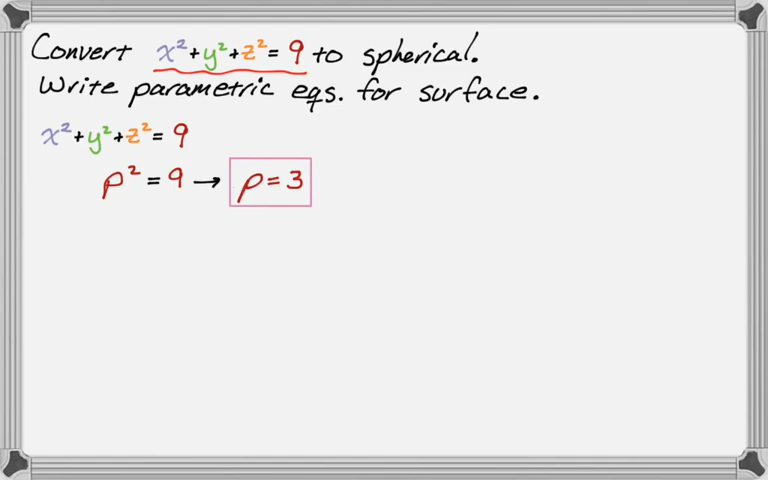 Convert x²+y²+z²=9 to spherical.
Write parametric eqs. for surface.
x²+y²+z²=9
ρ²=9→ρ=3